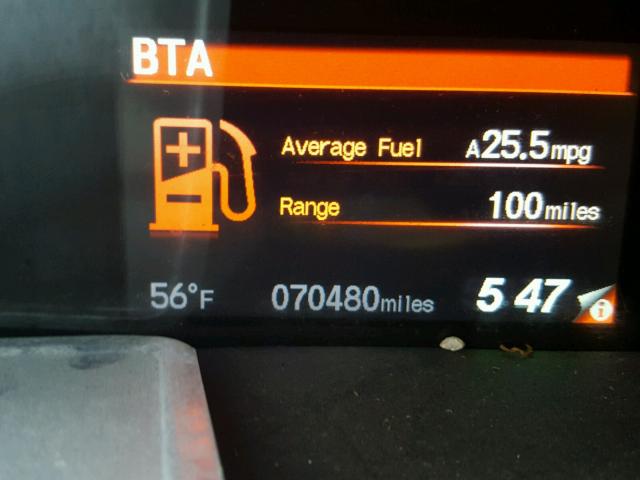 BTA
Average Fuel A25.5mpg
Range 100miles
56°F 070480miles 5 47
i